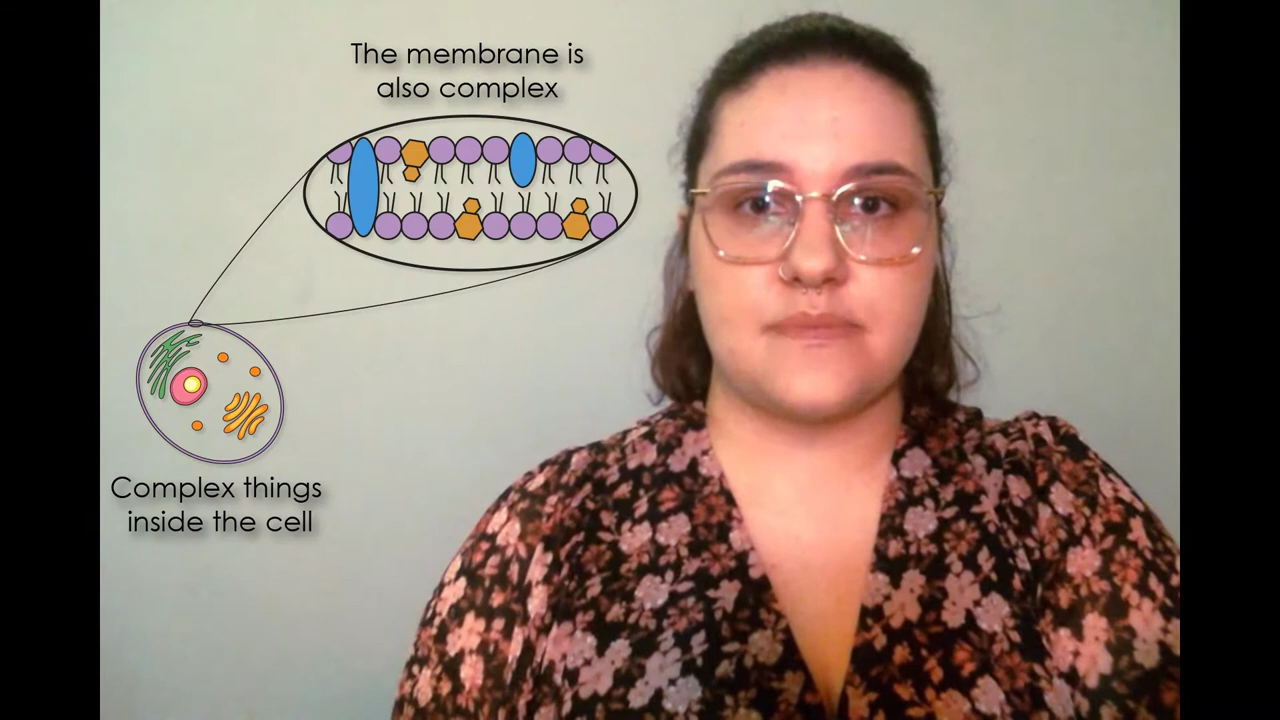 The membrane is
also complex
Complex things
inside the cell